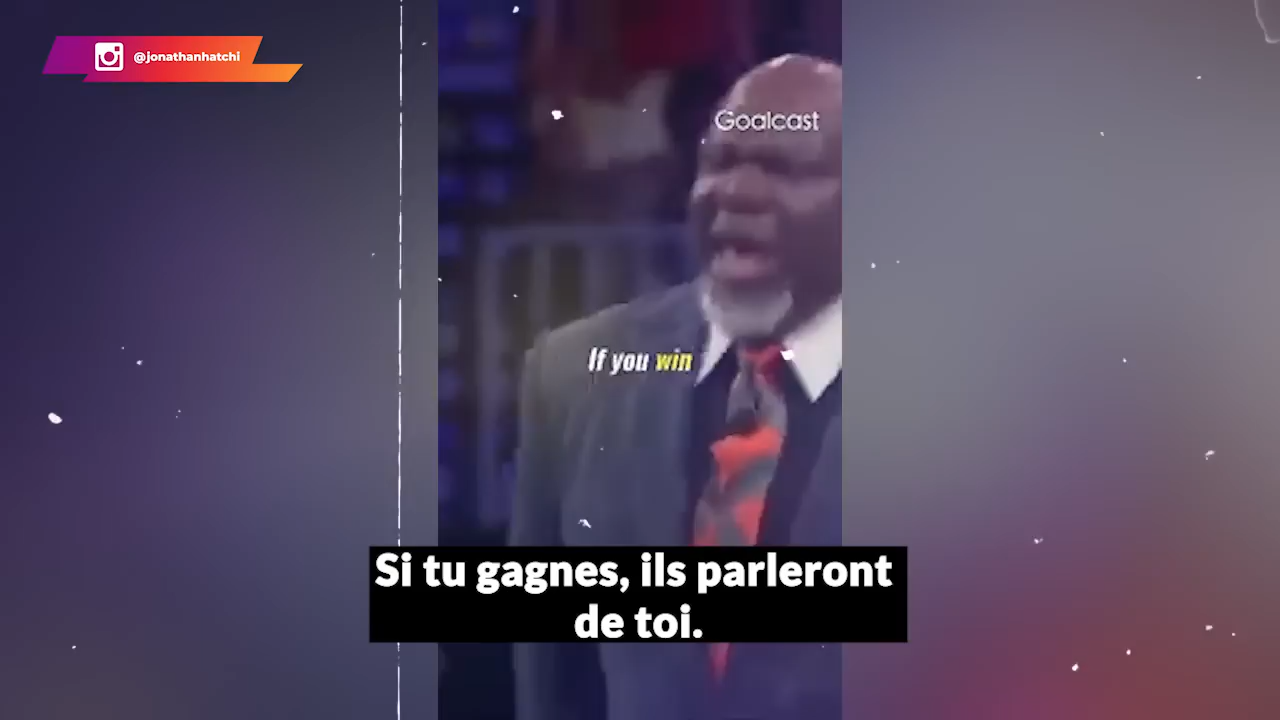 @jonathanhatchi
Goalcast
If you win
Si tu gagnes, ils parleront
de toi.